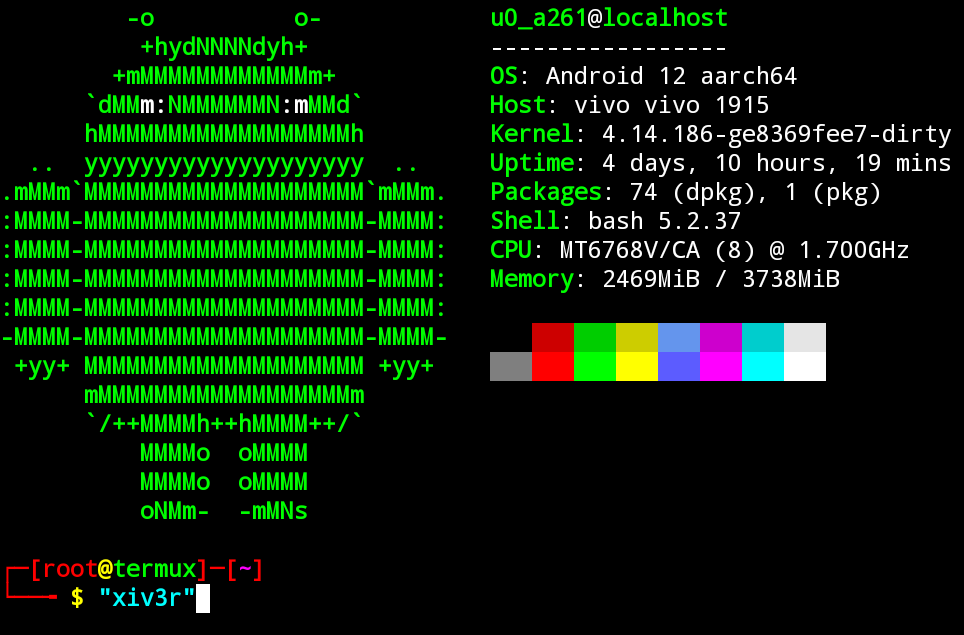 -o          o-
          +hydNNNNdyh+
        +mMMMMMMMMMMMMm+
      `dMMm:NMMMMMMN:mMMd`
      hMMMMMMMMMMMMMMMMMMh
  ..  yyyyyyyyyyyyyyyyyyyy  ..
.mMMm`MMMMMMMMMMMMMMMMMMMM`mMMm.
:MMMM-MMMMMMMMMMMMMMMMMMMM-MMMM:
:MMMM-MMMMMMMMMMMMMMMMMMMM-MMMM:
:MMMM-MMMMMMMMMMMMMMMMMMMM-MMMM:
:MMMM-MMMMMMMMMMMMMMMMMMMM-MMMM:
-MMMM-MMMMMMMMMMMMMMMMMMMM-MMMM-
 +yy+ MMMMMMMMMMMMMMMMMMMM +yy+
      mMMMMMMMMMMMMMMMMMMm
      `/++MMMMh++hMMMM++/`
          MMMMo  oMMMM
          MMMMo  oMMMM
          oNMm-  -mMNs
u0_a261@localhost
-----------------
OS: Android 12 aarch64
Host: vivo vivo 1915
Kernel: 4.14.186-ge8369fee7-dirty
Uptime: 4 days, 10 hours, 19 mins
Packages: 74 (dpkg), 1 (pkg)
Shell: bash 5.2.37
CPU: MT6768V/CA (8) @ 1.700GHz
Memory: 2469MiB / 3738MiB
┌─[root@termux]─[~]
└──╼ $ "xiv3r"